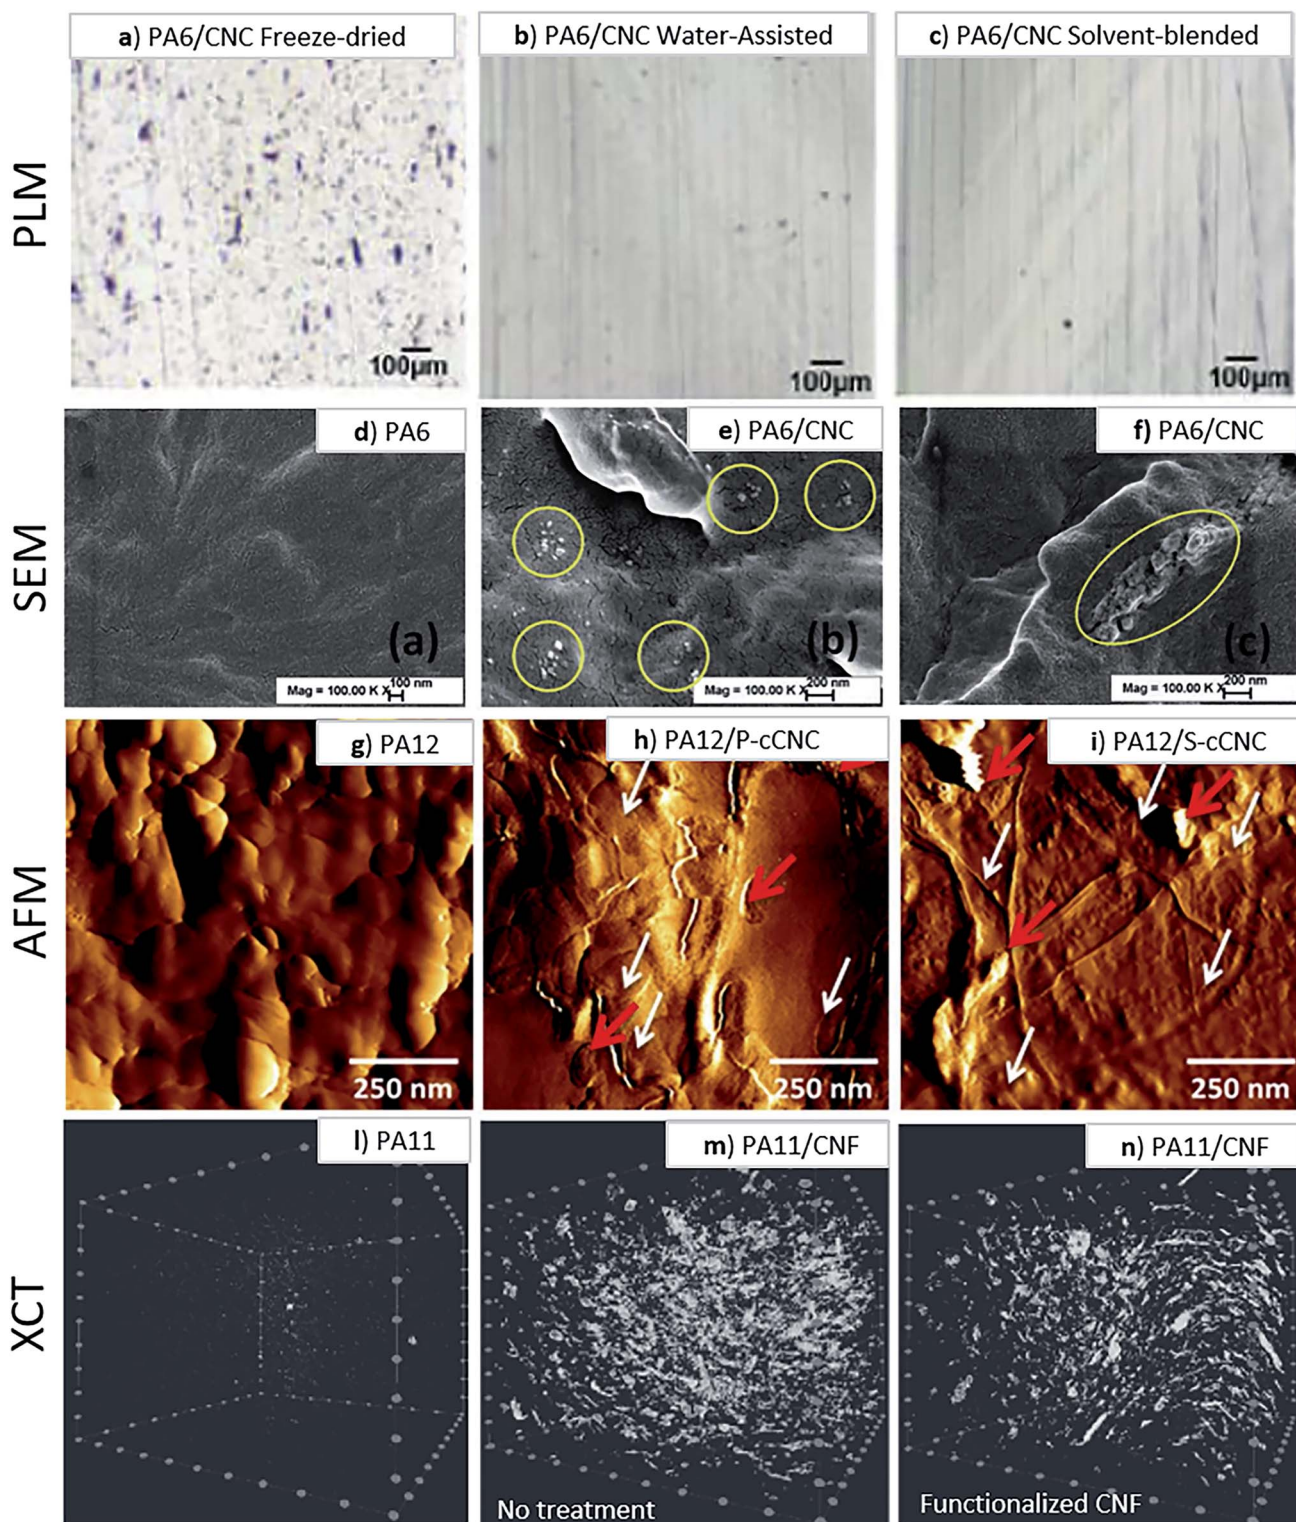 PLM
a) PA6/CNC Freeze-dried
b) PA6/CNC Water-Assisted
c) PA6/CNC Solvent-blended
100µm
100µm
100µm
SEM
d) PA6
e) PA6/CNC
f) PA6/CNC
(a)
(b)
(c)
Mag = 100.00 K X 100 nm
Mag = 100.00 K X 200 nm
Mag = 100.00 K X 200 nm
AFM
g) PA12
h) PA12/P-cCNC
i) PA12/S-cCNC
250 nm
250 nm
250 nm
XCT
l) PA11
m) PA11/CNF
n) PA11/CNF
No treatment
Functionalized CNF